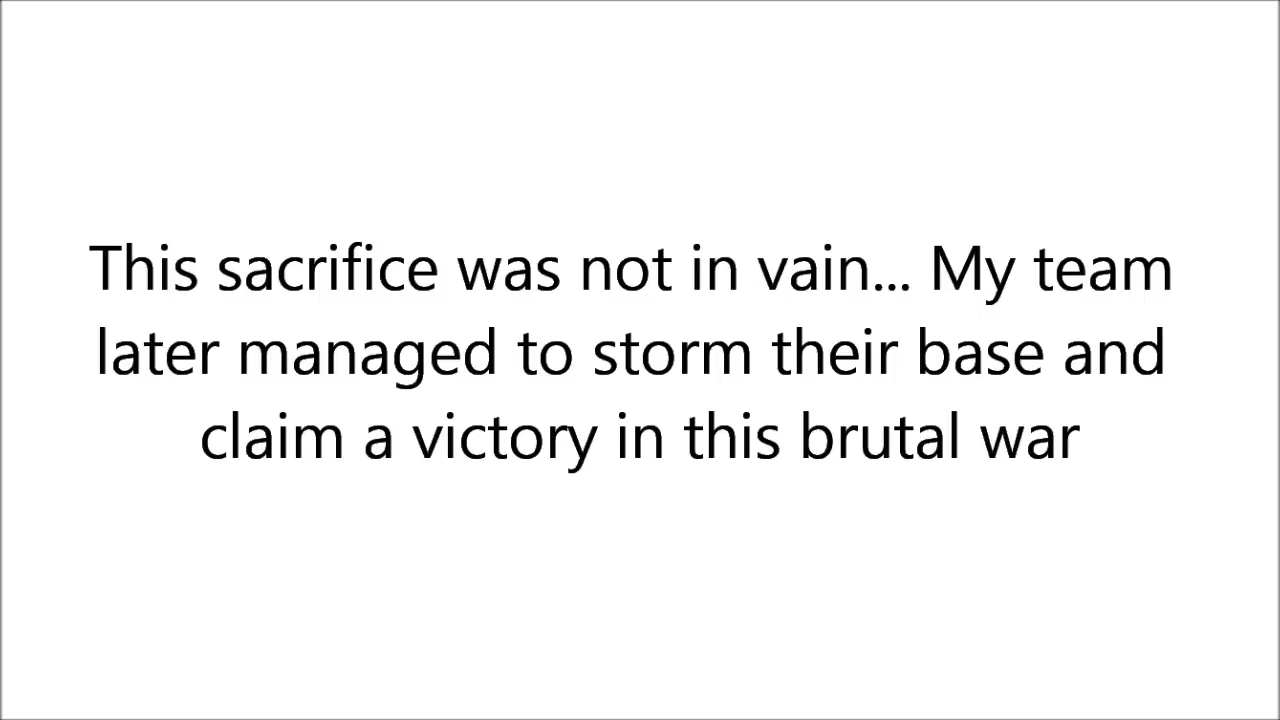 This sacrifice was not in vain... My team
later managed to storm their base and
claim a victory in this brutal war